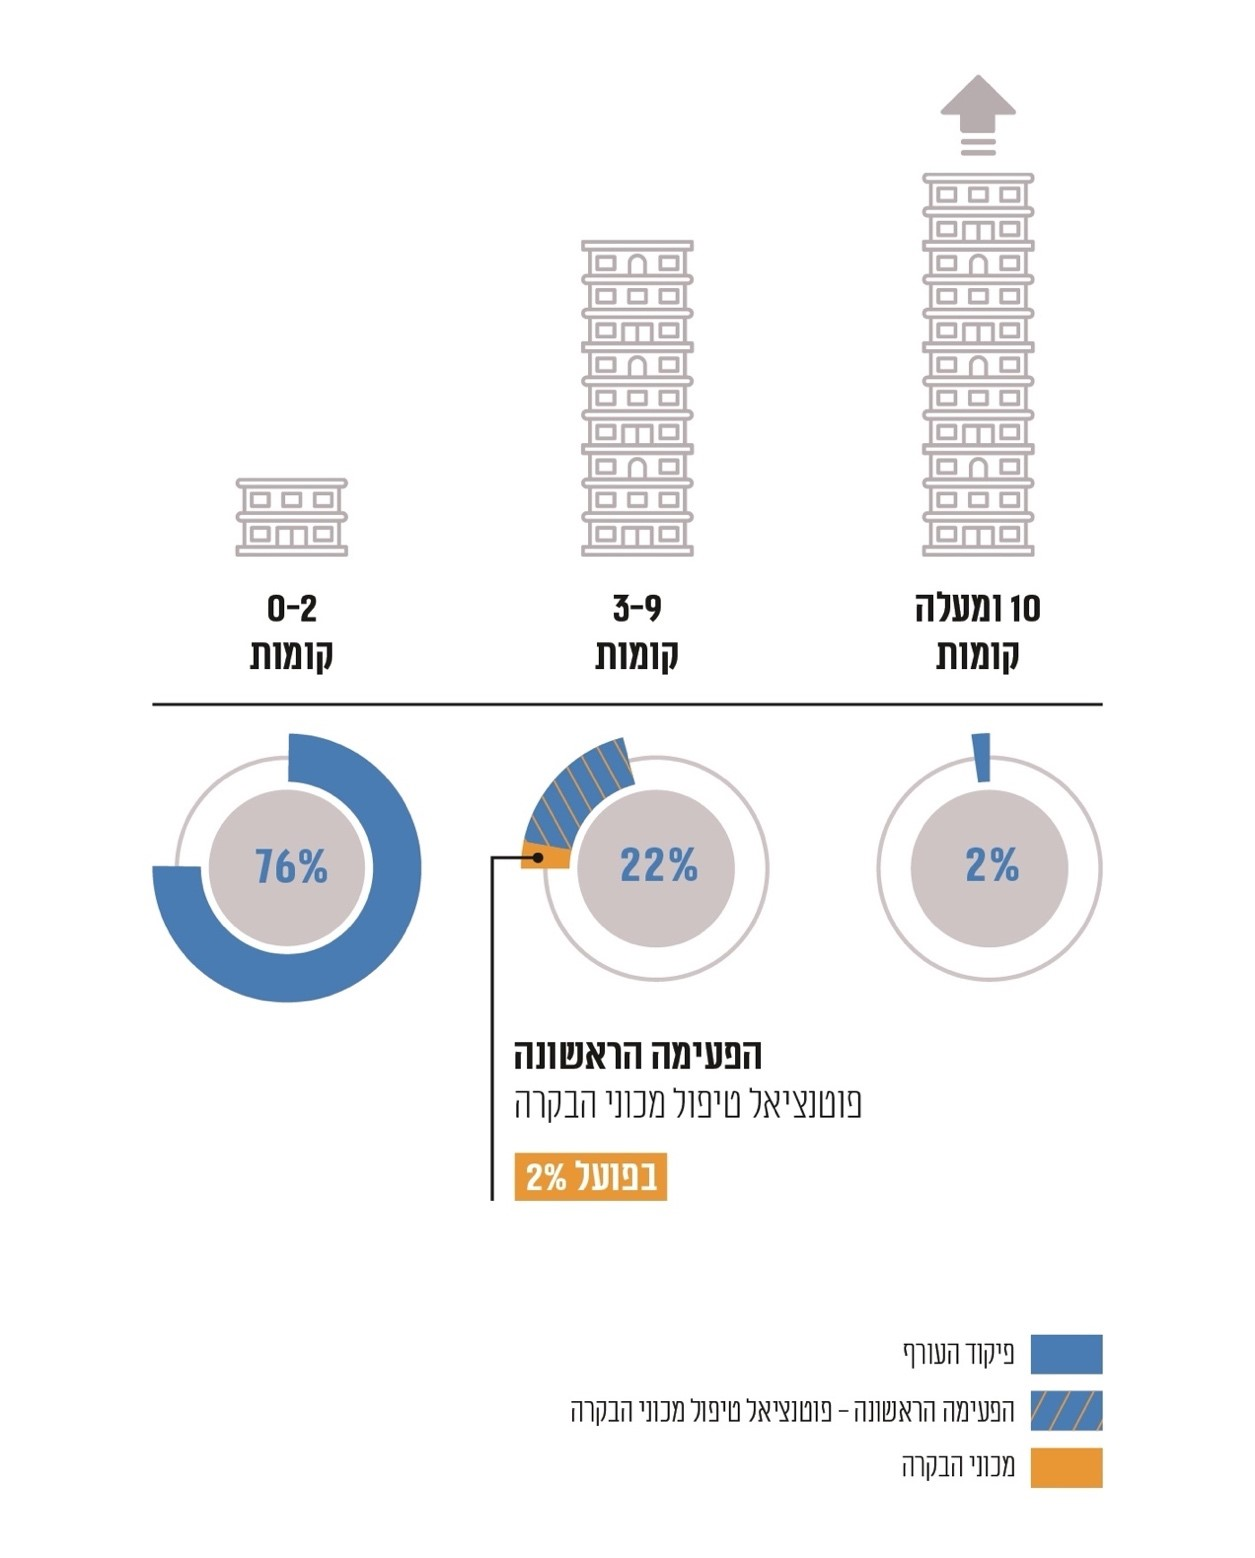 10 ומעלה
קומות
3-9
קומות
0-2
קומות
2%
22%
76%
הפעימה הראשונה
פוטנציאל טיפול מכוני הבקרה
בפועל 2%
פיקוד העורף
הפעימה הראשונה – פוטנציאל טיפול מכוני הבקרה
מכוני הבקרה